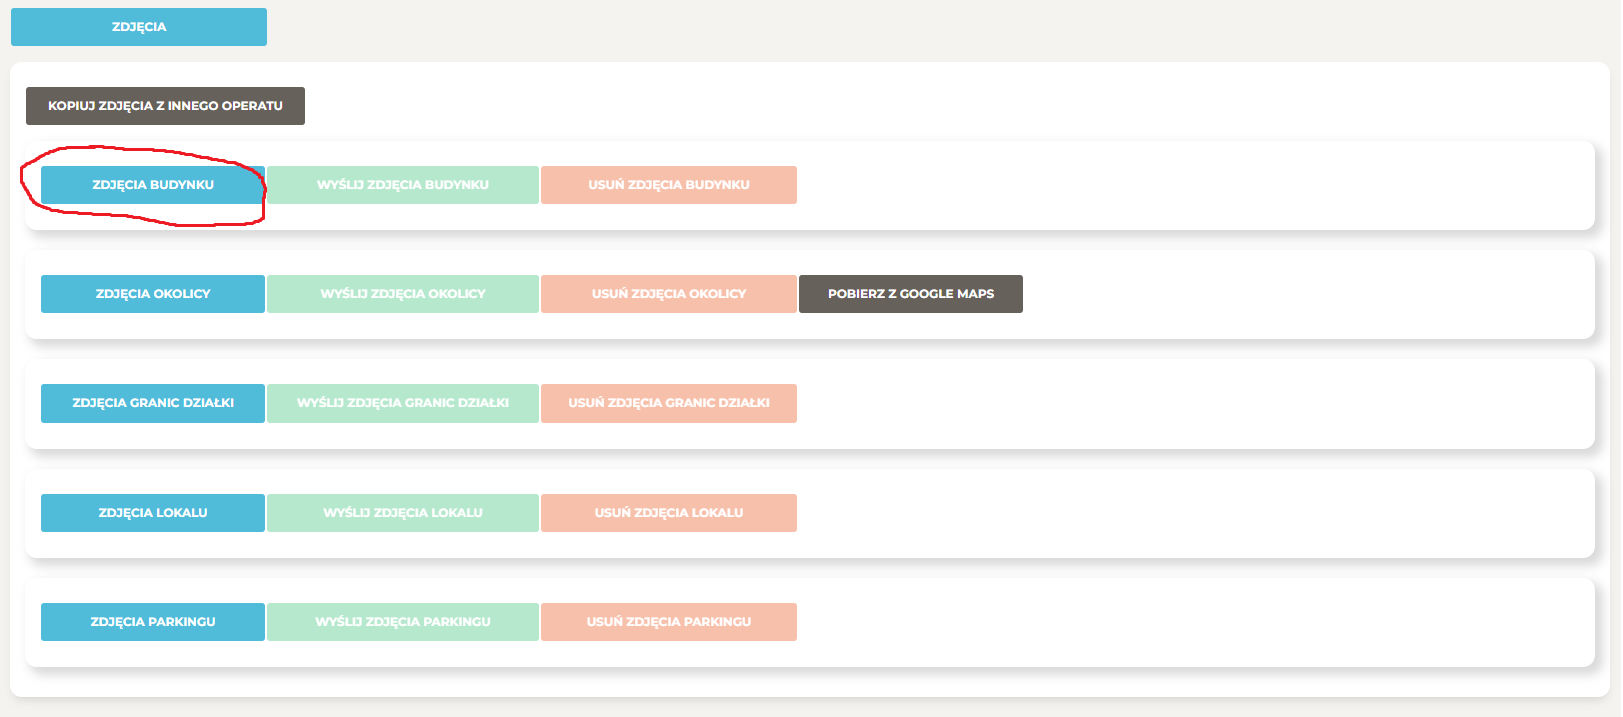 ZDJĘCIA
KOPIUJ ZDJĘCIA Z INNEGO OPERATU
ZDJĘCIA BUDYNKU WYŚLIJ ZDJĘCIA BUDYNKU USUŃ ZDJĘCIA BUDYNKU
ZDJĘCIA OKOLICY WYŚLIJ ZDJĘCIA OKOLICY USUŃ ZDJĘCIA OKOLICY POBIERZ Z GOOGLE MAPS
ZDJĘCIA GRANIC DZIAŁKI WYŚLIJ ZDJĘCIA GRANIC DZIAŁKI USUŃ ZDJĘCIA GRANIC DZIAŁKI
ZDJĘCIA LOKALU WYŚLIJ ZDJĘCIA LOKALU USUŃ ZDJĘCIA LOKALU
ZDJĘCIA PARKINGU WYŚLIJ ZDJĘCIA PARKINGU USUŃ ZDJĘCIA PARKINGU